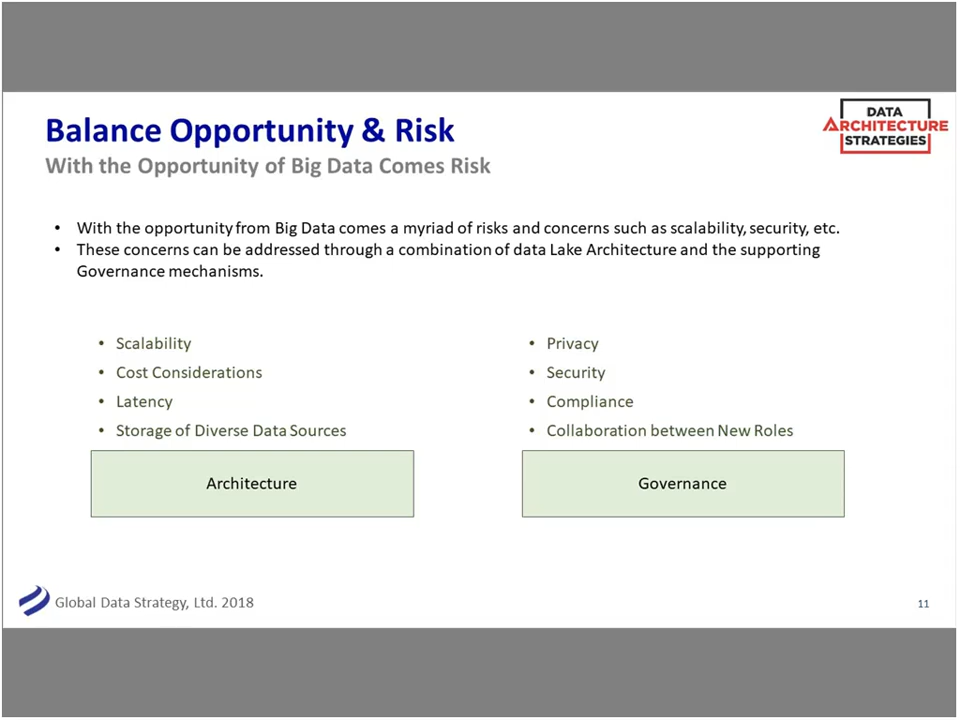 Balance Opportunity & Risk
With the Opportunity of Big Data Comes Risk
DATA
ARCHITECTURE
STRATEGIES
• With the opportunity from Big Data comes a myriad of risks and concerns such as scalability, security, etc.
• These concerns can be addressed through a combination of data Lake Architecture and the supporting
Governance mechanisms.
• Scalability
• Cost Considerations
• Latency
• Storage of Diverse Data Sources
Architecture
• Privacy
• Security
• Compliance
• Collaboration between New Roles
Governance
Global Data Strategy, Ltd. 2018
11